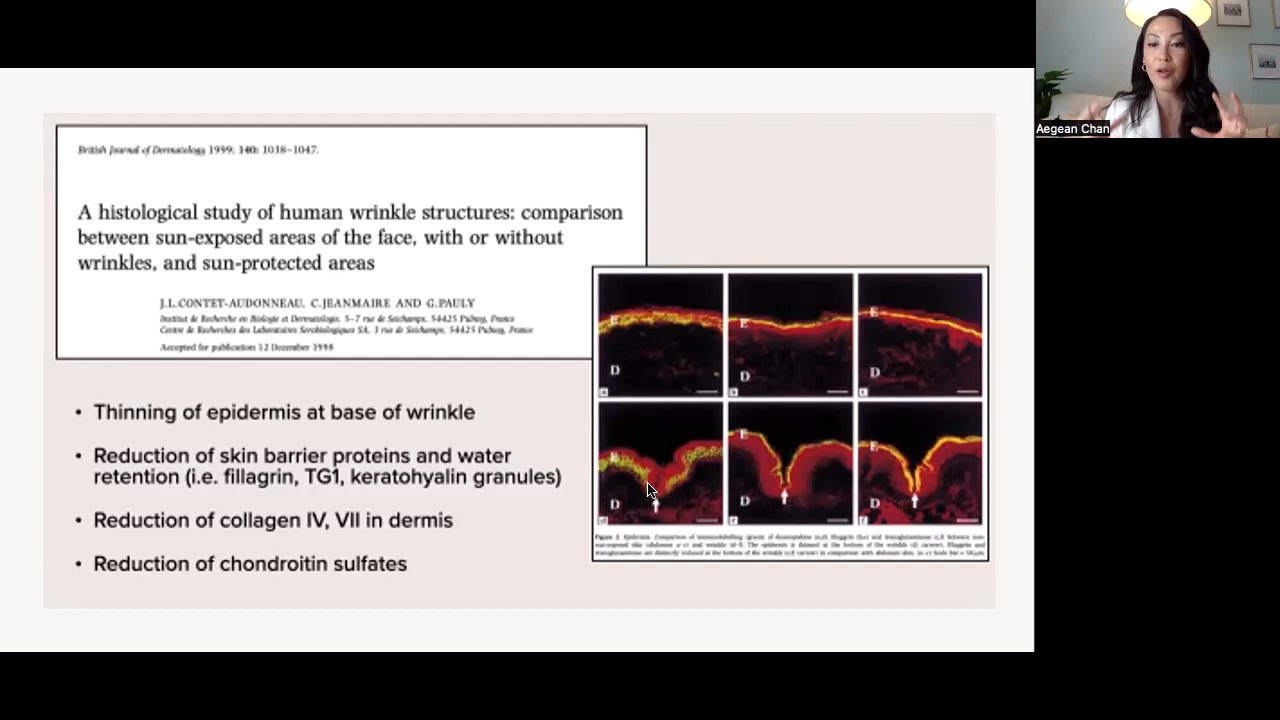 Aegean Chan
British Journal of Dermatology 1999; 140: 1038–1047.
A histological study of human wrinkle structures: comparison
between sun-exposed areas of the face, with or without
wrinkles, and sun-protected areas
J.L.CONTET-AUDONNEAU, C.JEANMAIRE AND G.PAULY
Institut de Recherche en Biologie et Dermatologie, 5–7 rue de Seichamps, 54425 Pulnoy, France
Centre de Recherches des Laboratoires Serobiologiques SA, 3 rue de Seichamps, 54425 Pulnoy, France
Accepted for publication 12 December 1998
• Thinning of epidermis at base of wrinkle
• Reduction of skin barrier proteins and water
retention (i.e. fillagrin, TG1, keratohyalin granules)
• Reduction of collagen IV, VII in dermis
• Reduction of chondroitin sulfates
E E E
D D D
a b c
E E E
D D D
d e f